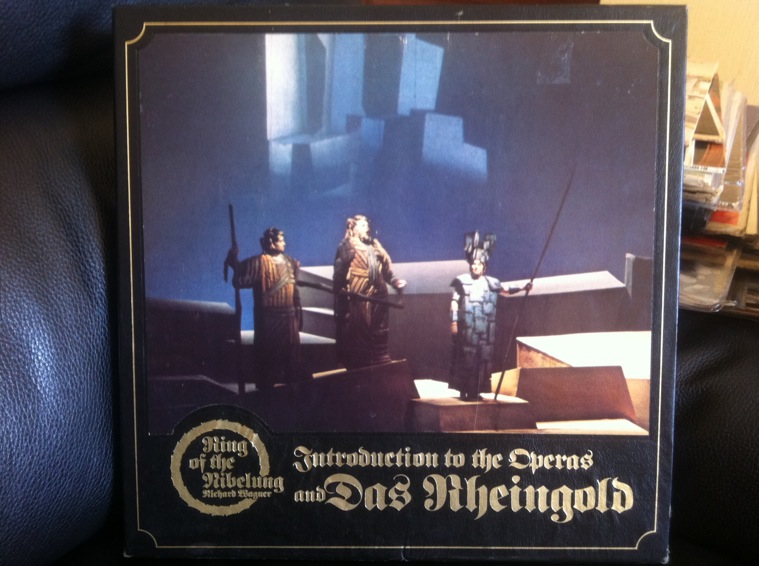 Ring
of the
Nibelung
Richard Wagner
Introduction to the Operas
and Das Rheingold